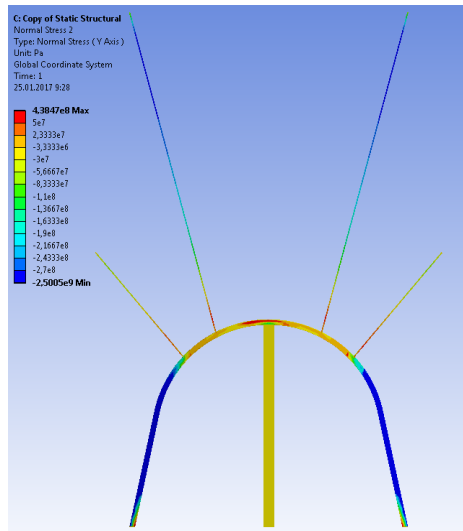 C: Copy of Static Structural
Normal Stress 2
Type: Normal Stress ( Y Axis )
Unit: Pa
Global Coordinate System
Time: 1
25.01.2017 9:28
4,3847e8 Max
5e7
2,3333e7
-3,3333e6
-3e7
-5,6667e7
-8,3333e7
-1,1e8
-1,3667e8
-1,6333e8
-1,9e8
-2,1667e8
-2,4333e8
-2,7e8
-2,5005e9 Min